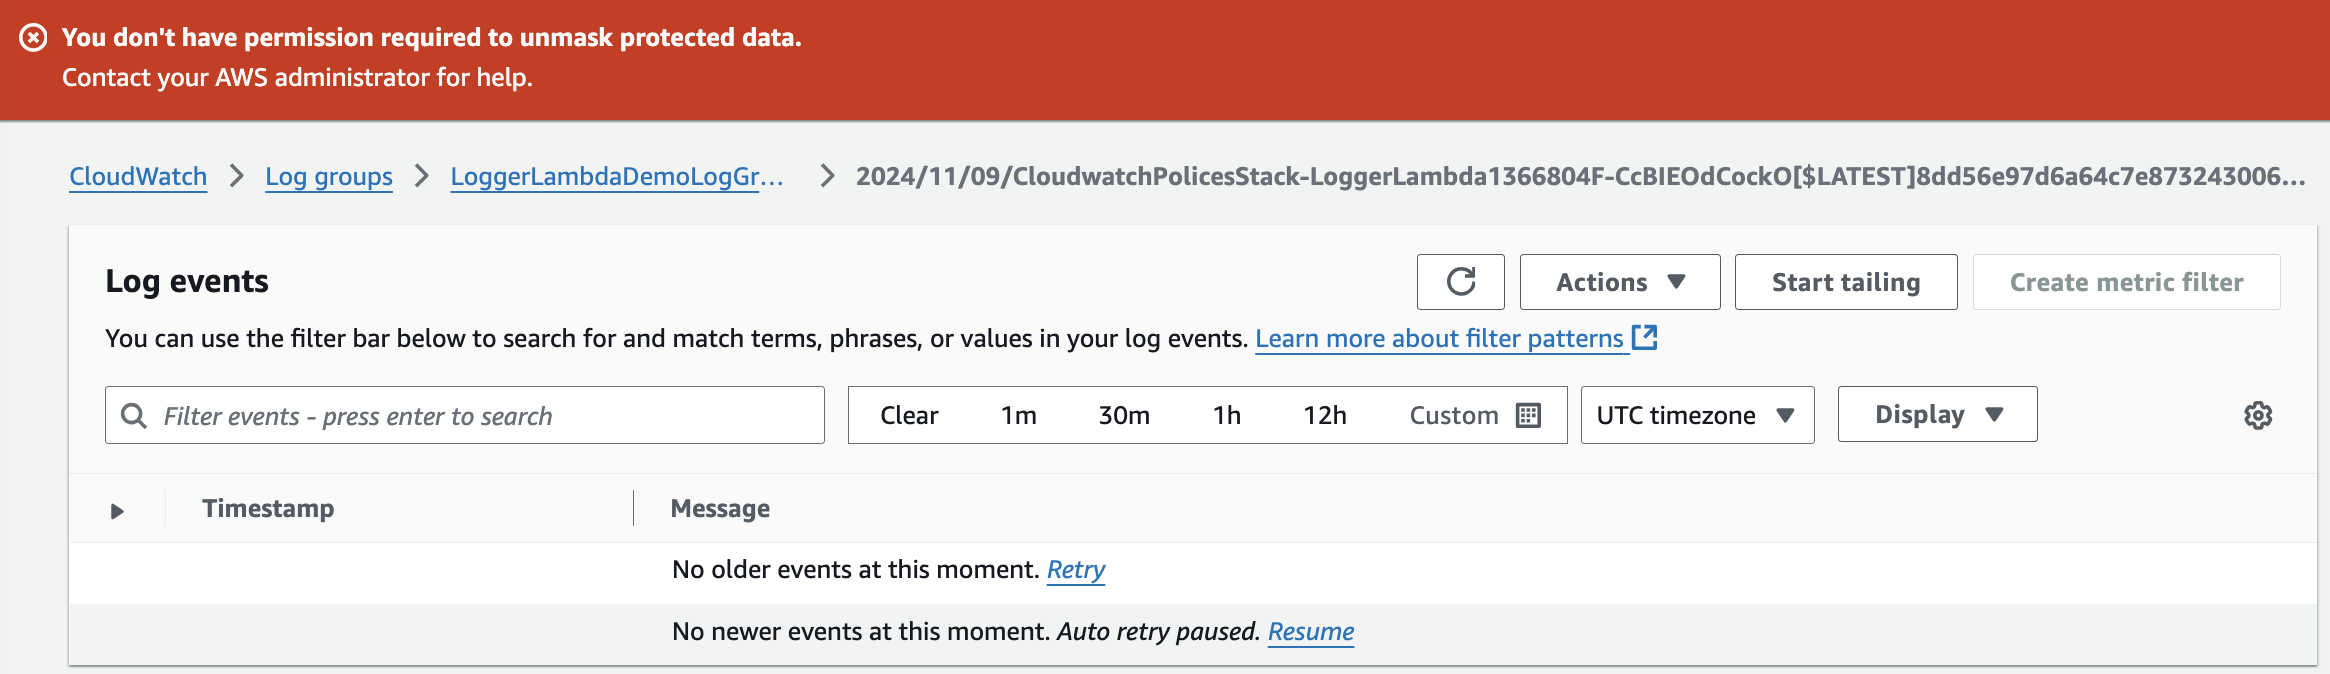 You don't have permission required to unmask protected data.
Contact your AWS administrator for help.
CloudWatch > Log groups > LoggerLambdaDemoLogGr... > 2024/11/09/CloudwatchPolicesStack-LoggerLambda1366804F-CcBIEOdCockO[$LATEST]8dd56e97d6a64c7e873243006...
Log events
Actions
Start tailing
Create metric filter
You can use the filter bar below to search for and match terms, phrases, or values in your log events. Learn more about filter patterns
Filter events - press enter to search
Clear 1m 30m 1h 12h Custom
UTC timezone
Display
Timestamp Message
No older events at this moment. Retry
No newer events at this moment. Auto retry paused. Resume